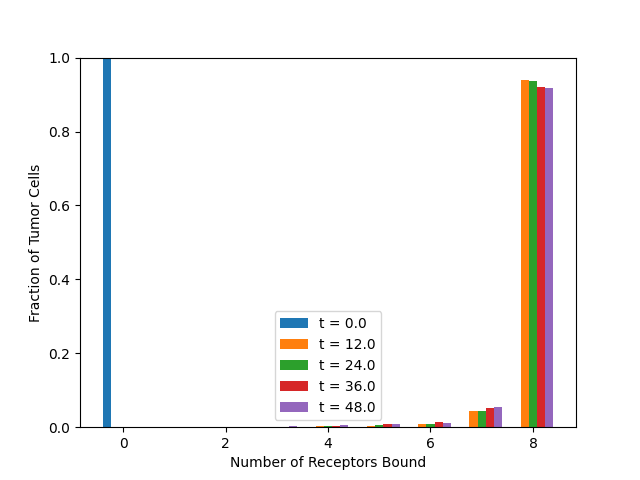 1.0
0.8
0.6
0.4
0.2
0.0
Fraction of Tumor Cells
t = 0.0
t = 12.0
t = 24.0
t = 36.0
t = 48.0
0 2 4 6 8
Number of Receptors Bound